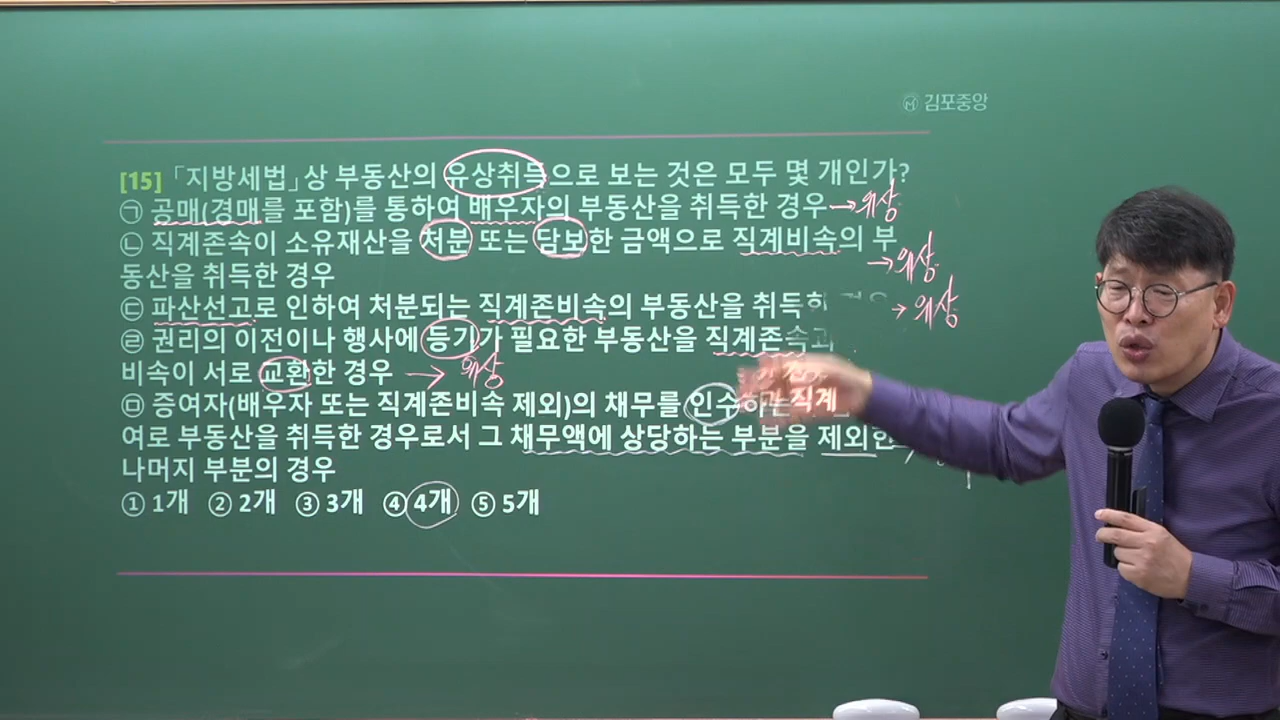 김포중앙
[15] 「지방세법」상 부동산의 유상취득으로 보는 것은 모두 몇 개인가?
㉠ 공매(경매를 포함)를 통하여 배우자의 부동산을 취득한 경우→유상
㉡ 직계존속이 소유재산을 처분 또는 담보한 금액으로 직계비속의 부
동산을 취득한 경우 →유상
㉢ 파산선고로 인하여 처분되는 직계존비속의 부동산을 취득한 →유상
㉣ 권리의 이전이나 행사에 등기가 필요한 부동산을 직계존속과
비속이 서로 교환한 경우 → 유상
㉤ 증여자(배우자 또는 직계존비속 제외)의 채무를 인수하는
여로 부동산을 취득한 경우로서 그 채무액에 상당하는 부분을 제외한
나머지 부분의 경우
① 1개 ② 2개 ③ 3개 ④ 4개 ⑤ 5개